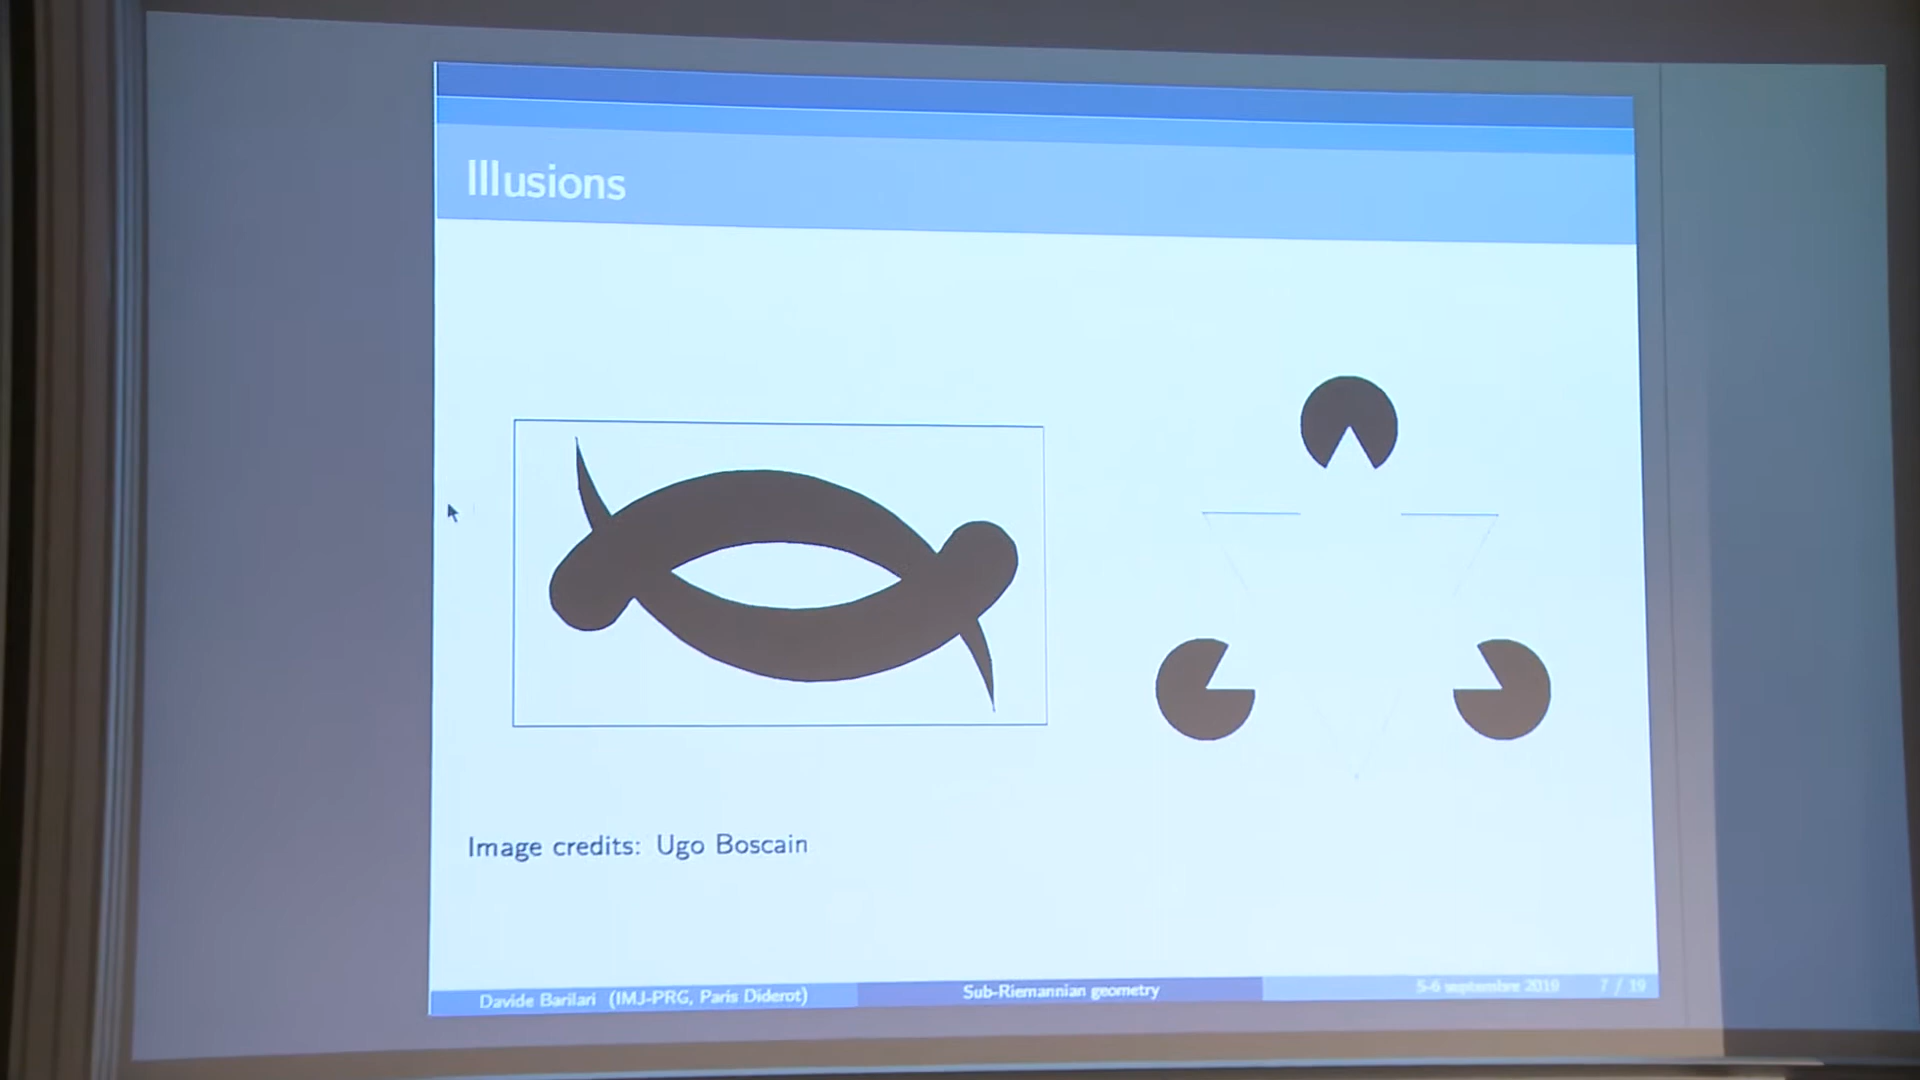 Illusions
Image credits: Ugo Boscain
Davide Barilari (IMJ-PRG, Paris Diderot)
Sub-Riemannian geometry
5-6 septembre 2019
7 / 19